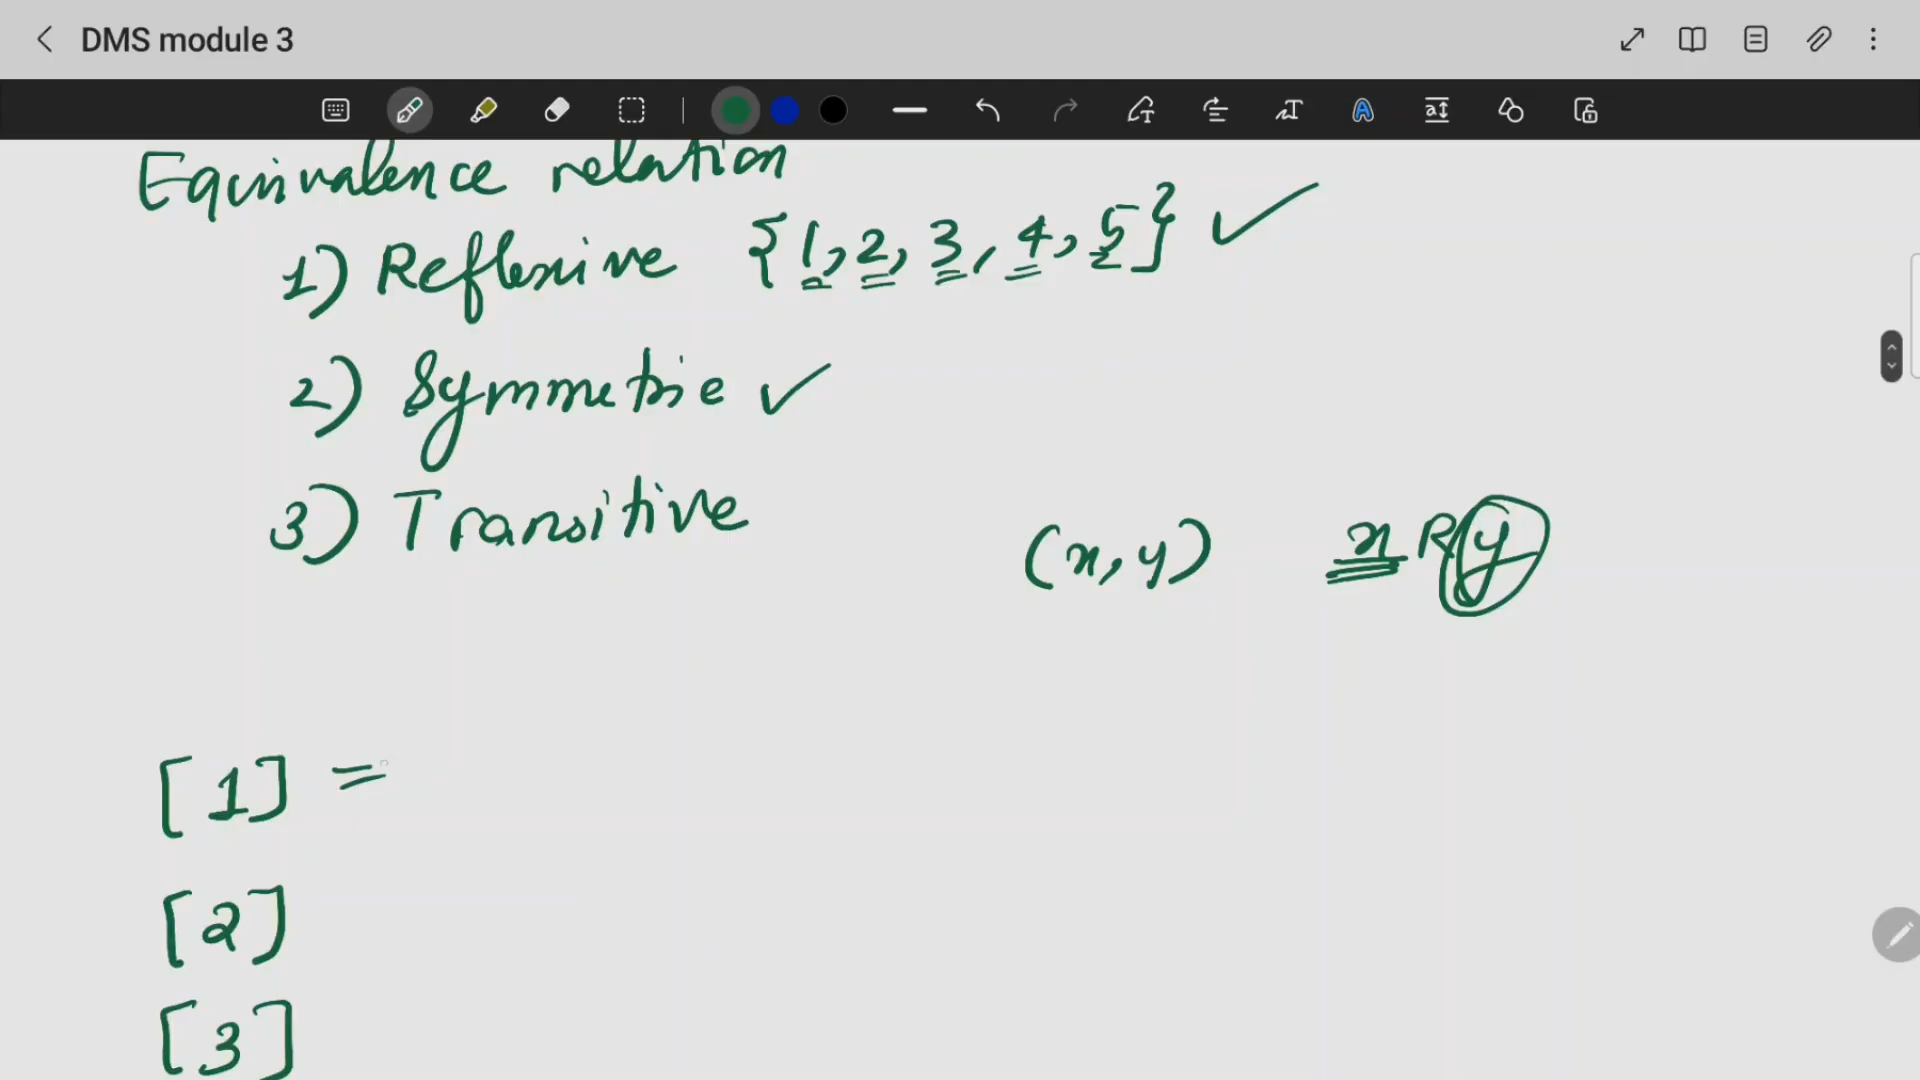 DMS module 3
Equivalence relation
1) Reflexive {1, 2, 3, 4, 5} ✓
2) Symmetric ✓
3) Transitive
(x, y) x R y
[1] =
[2]
[3]